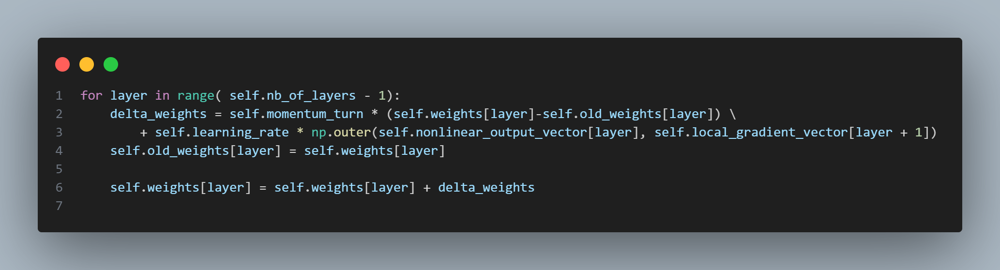 1 for layer in range( self.nb_of_layers - 1):
2     delta_weights = self.momentum_turn * (self.weights[layer]-self.old_weights[layer]) \
3         + self.learning_rate * np.outer(self.nonlinear_output_vector[layer], self.local_gradient_vector[layer + 1])
4     self.old_weights[layer] = self.weights[layer]
5
6     self.weights[layer] = self.weights[layer] + delta_weights
7